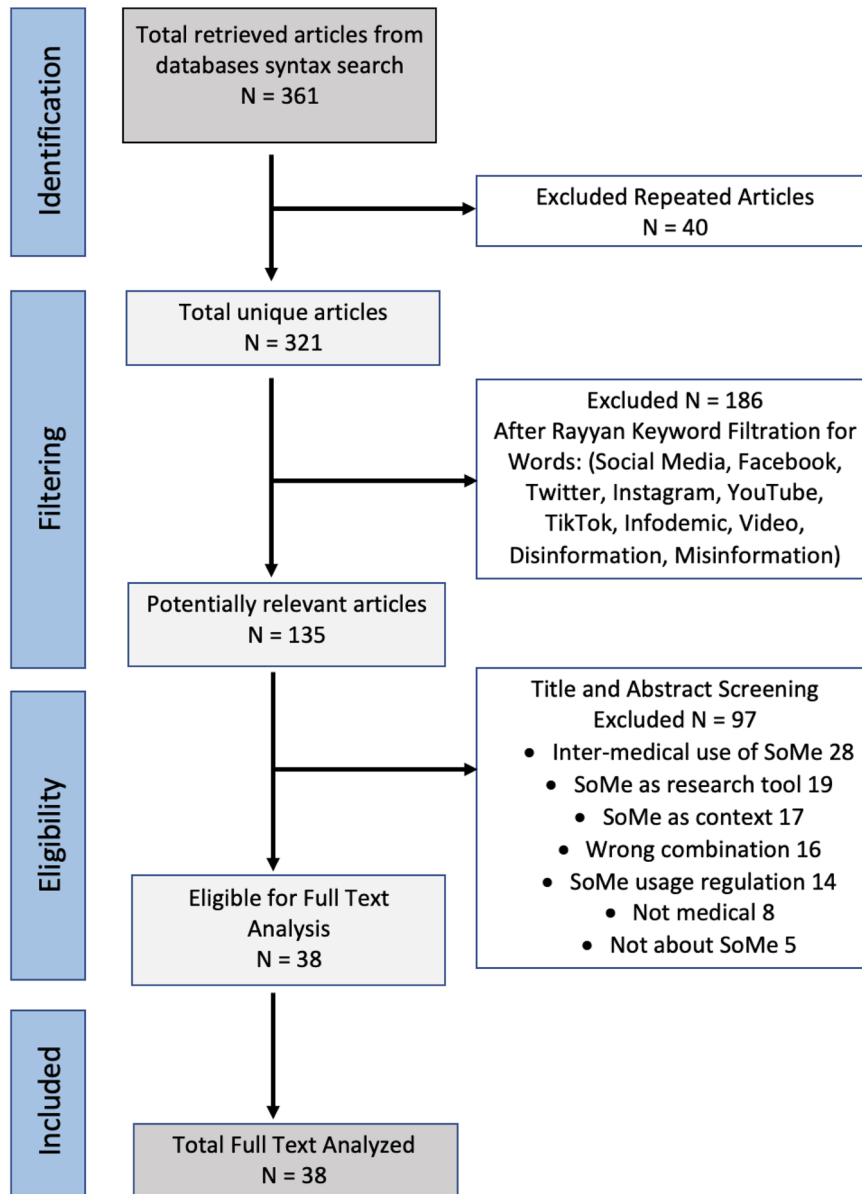 Identification
Total retrieved articles from
databases syntax search
N = 361
Excluded Repeated Articles
N = 40
Filtering
Total unique articles
N = 321
Excluded N = 186
After Rayyan Keyword Filtration for
Words: (Social Media, Facebook,
Twitter, Instagram, YouTube,
TikTok, Infodemic, Video,
Disinformation, Misinformation)
Potentially relevant articles
N = 135
Eligibility
Title and Abstract Screening
Excluded N = 97
• Inter-medical use of SoMe 28
• SoMe as research tool 19
• SoMe as context 17
• Wrong combination 16
• SoMe usage regulation 14
• Not medical 8
• Not about SoMe 5
Eligible for Full Text
Analysis
N = 38
Included
Total Full Text Analyzed
N = 38